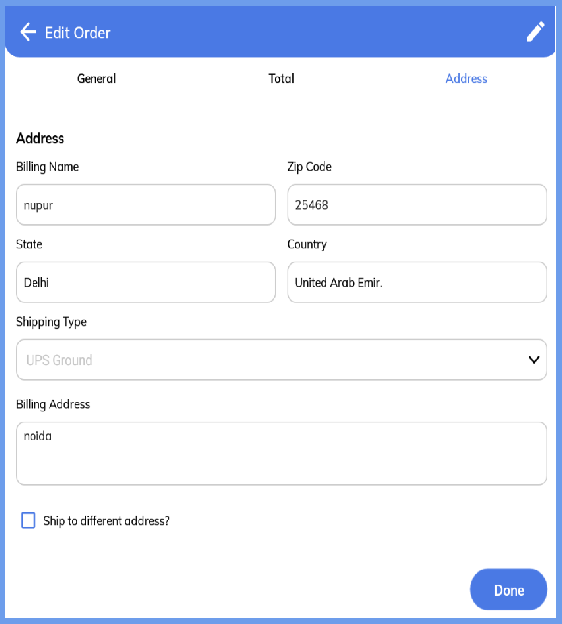 Edit Order
General Total Address
Address
Billing Name Zip Code
nupur 25468
State Country
Delhi United Arab Emir.
Shipping Type
UPS Ground
Billing Address
noida
Ship to different address?
Done